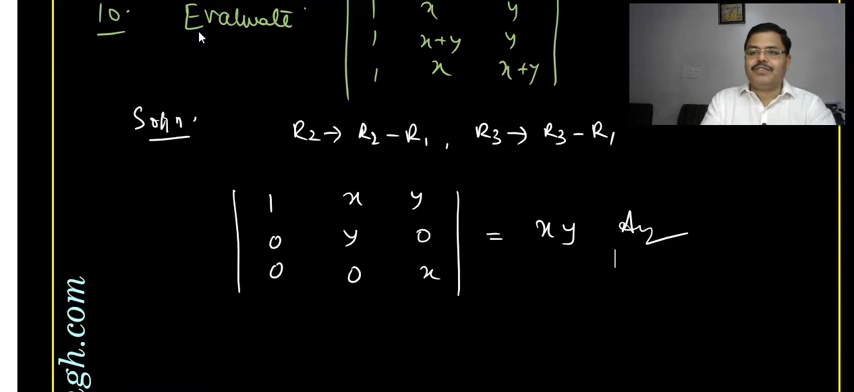 10. Evaluate | 1 x y |
| 1 x+y y |
| 1 x x+y |
Soln.
R2 → R2 − R1 , R3 → R3 − R1
| 1 x y |
| 0 y 0 | = xy Ans
| 0 0 x |
gh.com